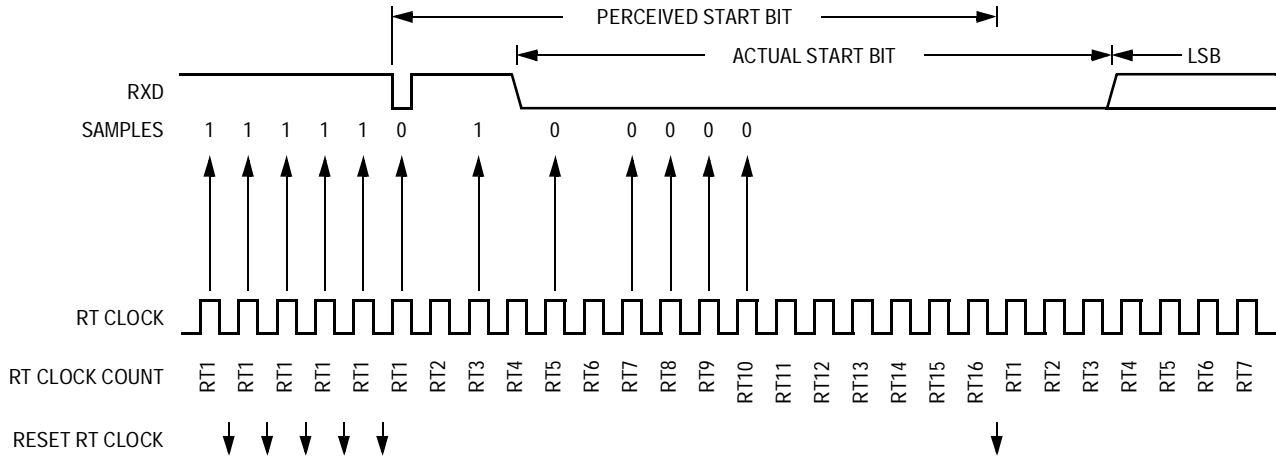 PERCEIVED START BIT
ACTUAL START BIT
LSB
RXD
SAMPLES 1 1 1 1 1 0 1 0 0 0 0 0
RT CLOCK
RT CLOCK COUNT RT1 RT1 RT1 RT1 RT1 RT1 RT2 RT3 RT4 RT5 RT6 RT7 RT8 RT9 RT10 RT11 RT12 RT13 RT14 RT15 RT16 RT1 RT2 RT3 RT4 RT5 RT6 RT7
RESET RT CLOCK